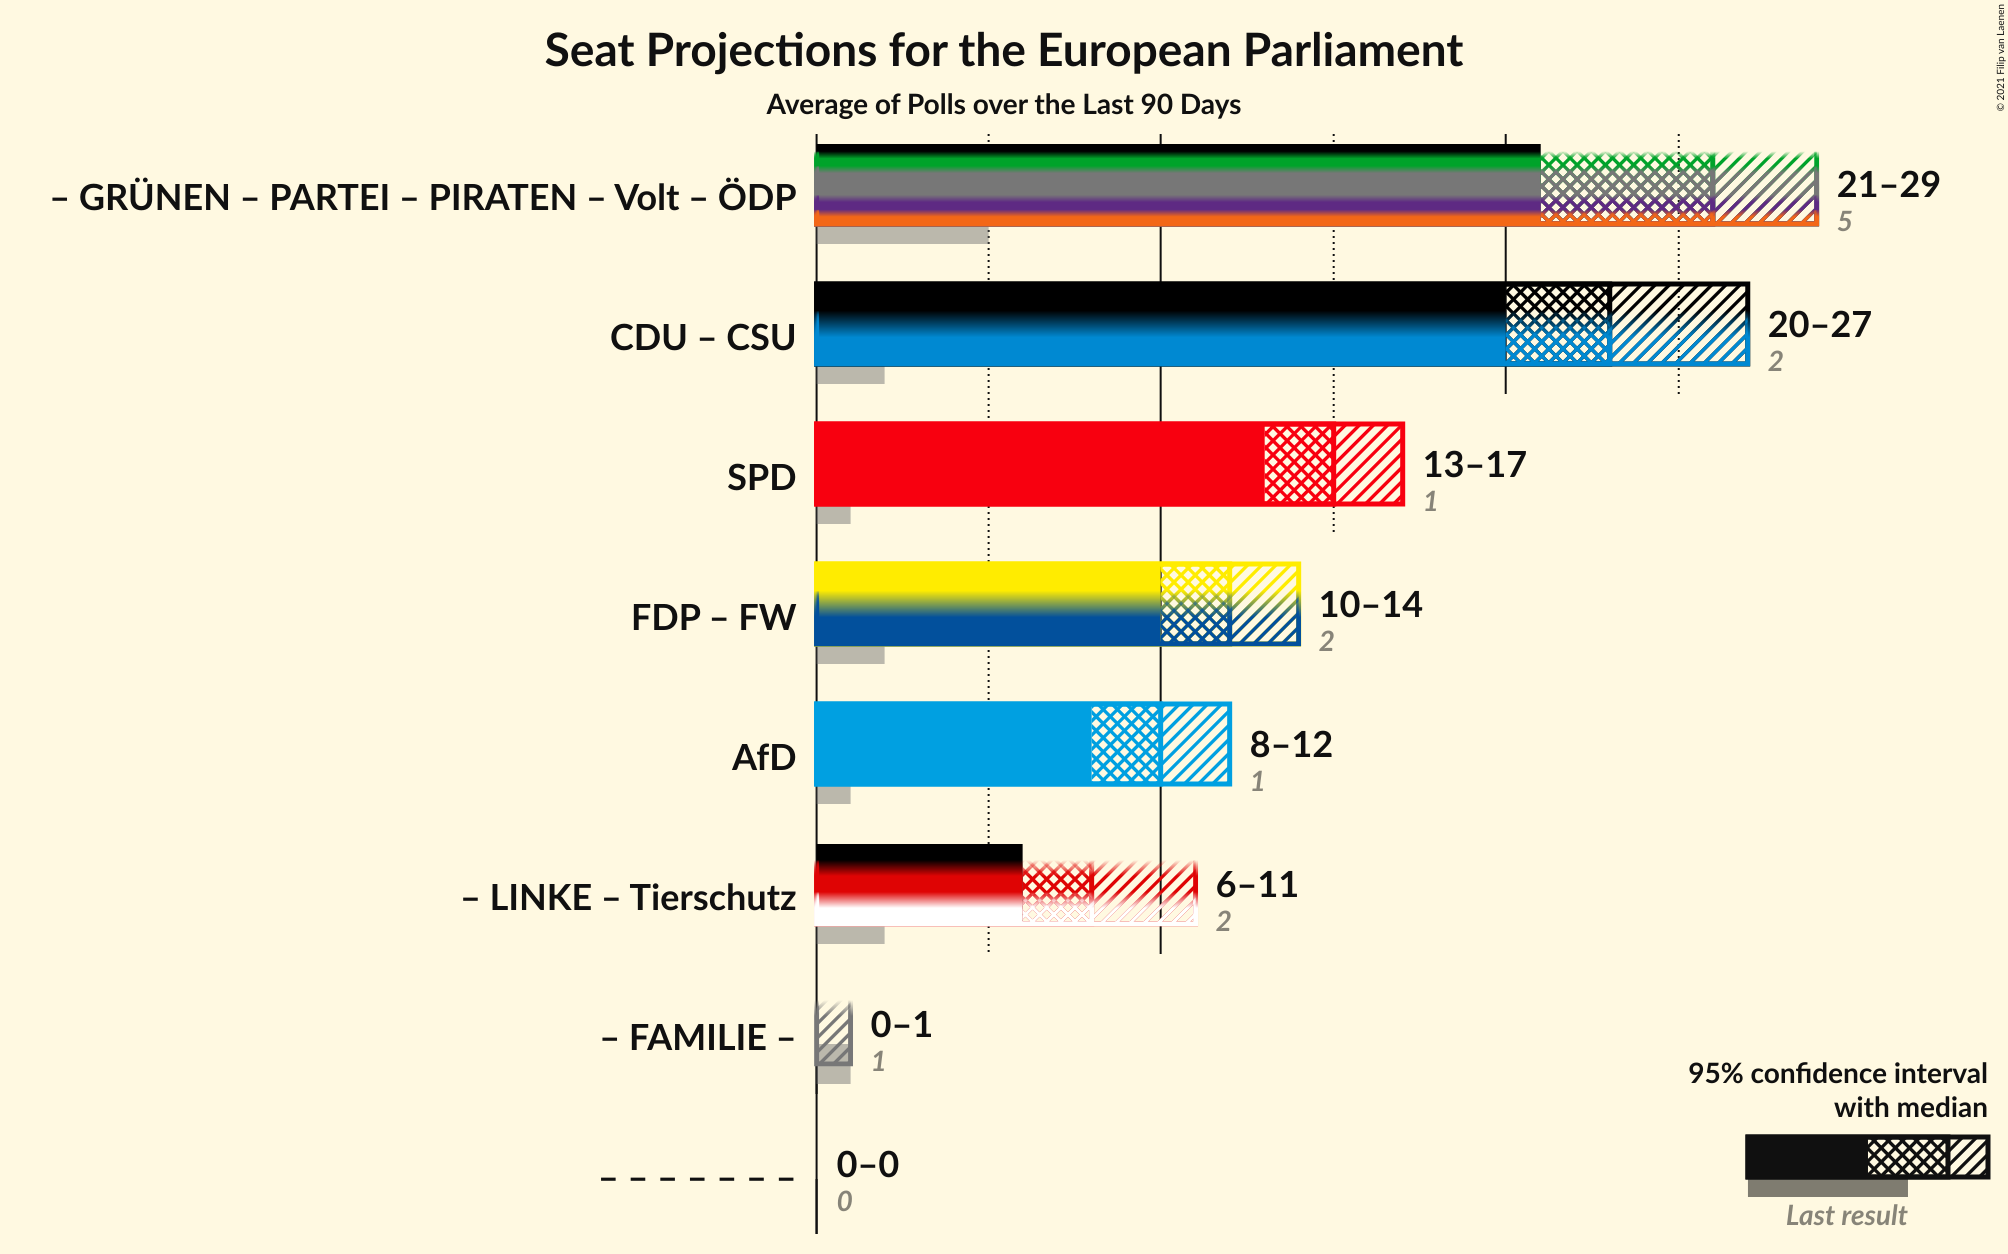 Seat Projections for the European Parliament
Average of Polls over the Last 90 Days
© 2021 Filip van Laenen
– GRÜNEN – PARTEI – PIRATEN – Volt – ÖDP
21–29
5
CDU – CSU
20–27
2
SPD
13–17
1
FDP – FW
10–14
2
AfD
8–12
1
– LINKE – Tierschutz
6–11
2
– FAMILIE –
0–1
1
– – – – – – –
0–0
0
95% confidence interval
with median
Last result